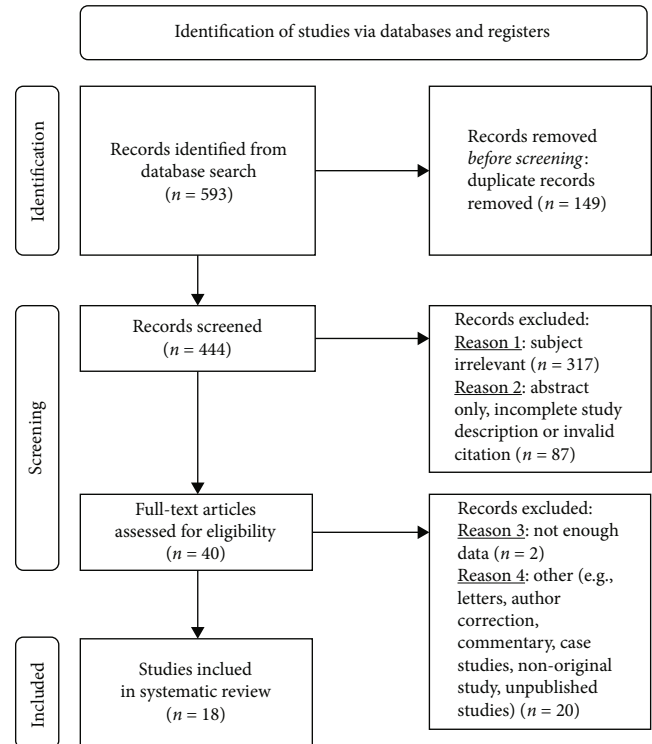 Identification of studies via databases and registers
Identification
Records identified from
database search
(n = 593)
Records removed
before screening:
duplicate records
removed (n = 149)
Screening
Records screened
(n = 444)
Records excluded:
Reason 1: subject
irrelevant (n = 317)
Reason 2: abstract
only, incomplete study
description or invalid
citation (n = 87)
Full-text articles
assessed for eligibility
(n = 40)
Records excluded:
Reason 3: not enough
data (n = 2)
Reason 4: other (e.g.,
letters, author
correction,
commentary, case
studies, non-original
study, unpublished
studies) (n = 20)
Included
Studies inclued
in systematic review
(n = 18)